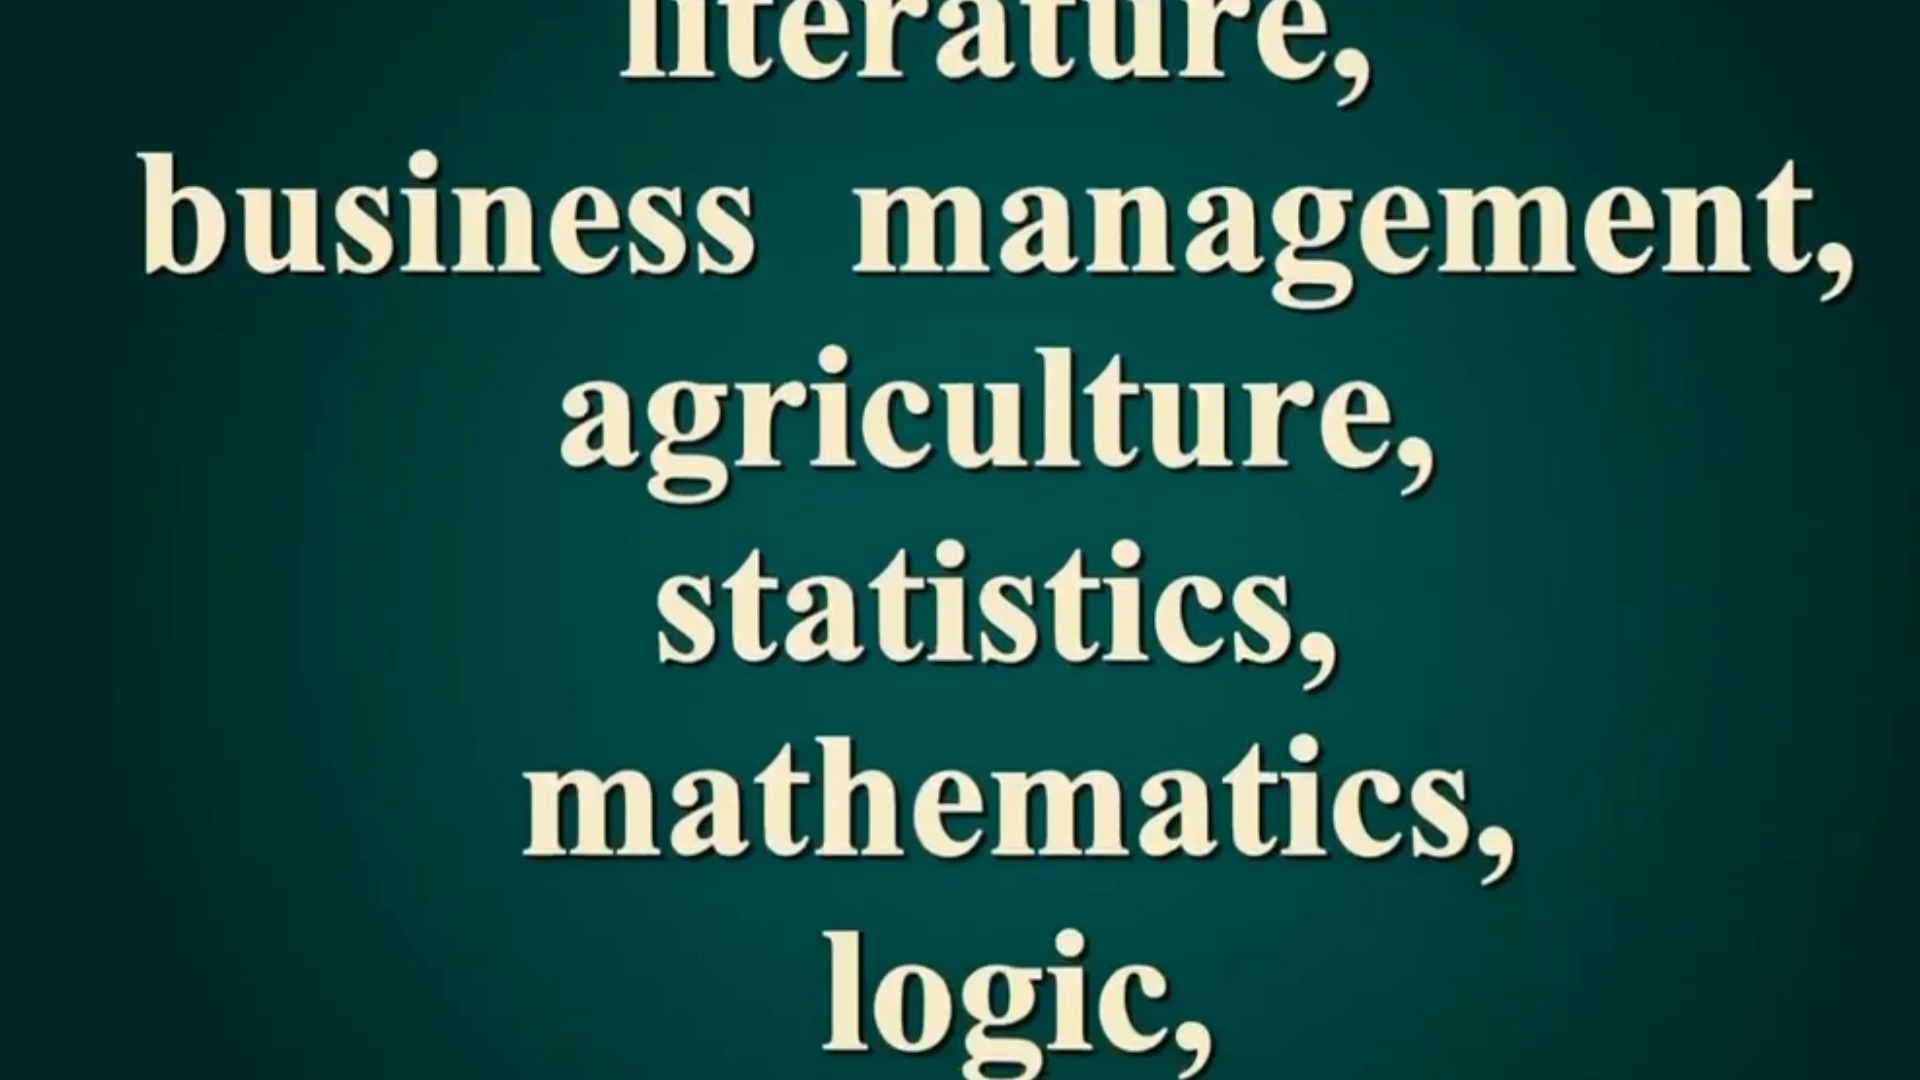 literature,
business management,
agriculture,
statistics,
mathematics,
logic,